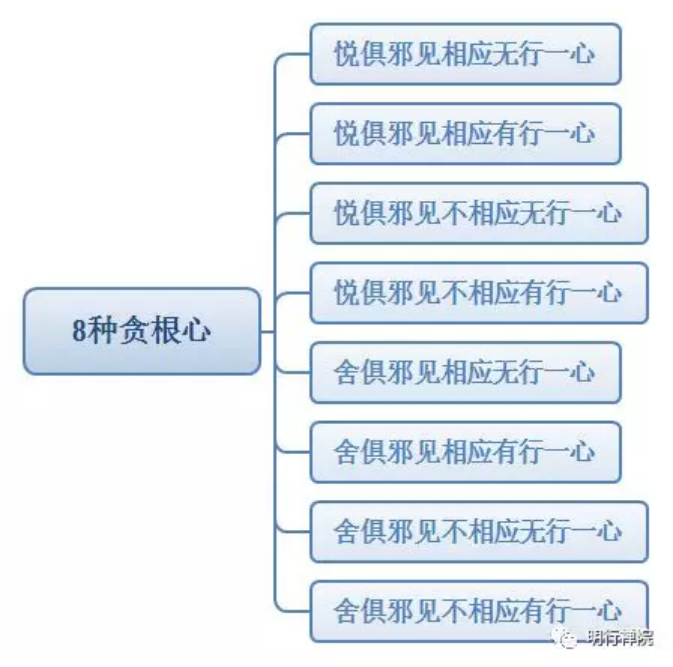 悦俱邪见相应无行一心
悦俱邪见相应有行一心
悦俱邪见不相应无行一心
悦俱邪见不相应有行一心
8种贪根心
舍俱邪见相应无行一心
舍俱邪见相应有行一心
舍俱邪见不相应无行一心
舍俱邪见不相应有行一心
明行禅院